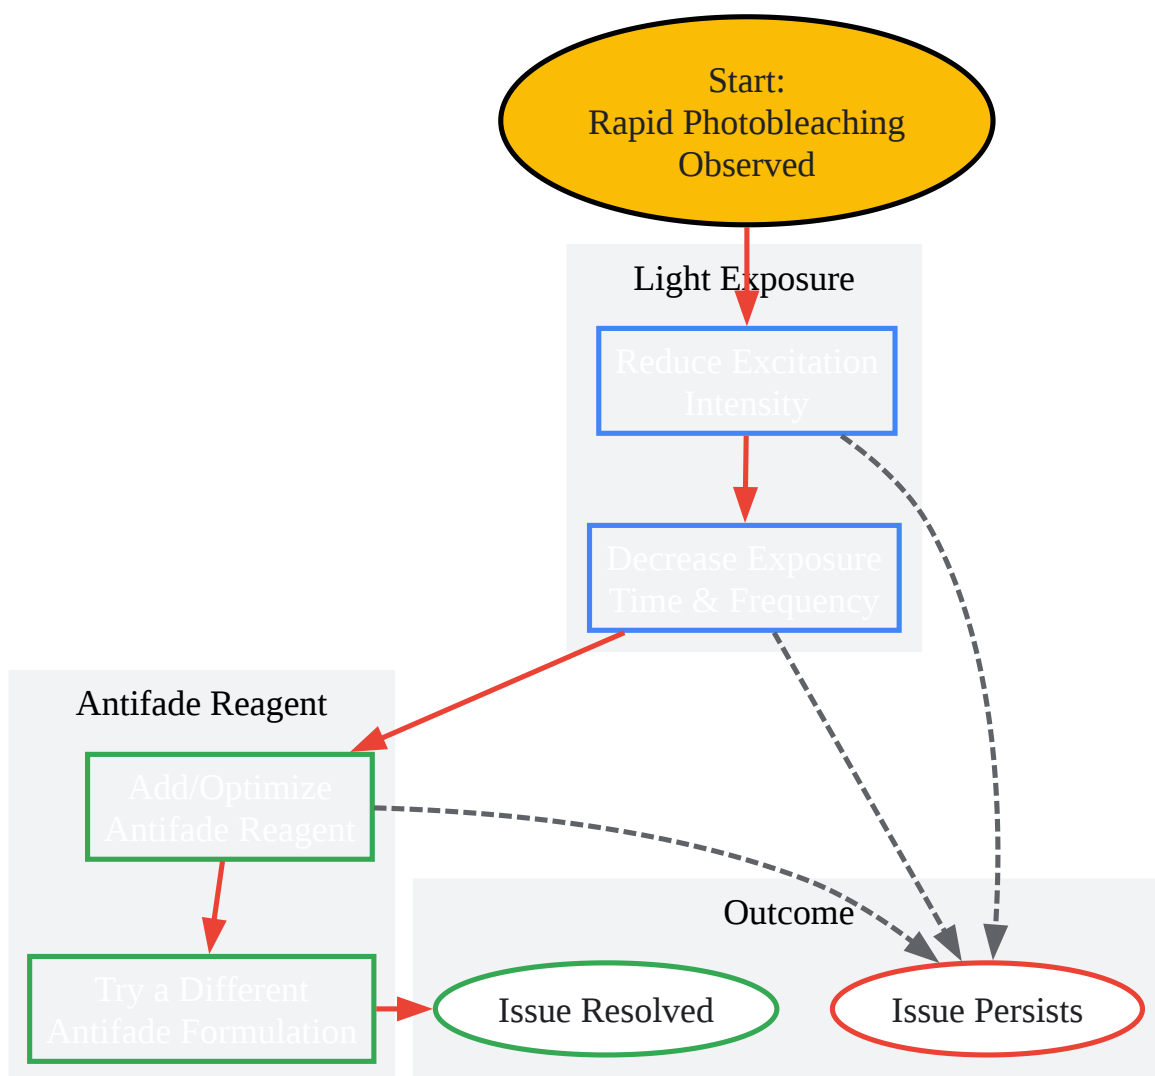 Start:
Rapid Photobleaching
Observed
Light Exposure
Reduce Excitation
Intensity
Decrease Exposure
Time & Frequency
Antifade Reagent
Add/Optimize
Antifade Reagent
Outcome
Try a Different
Antifade Formulation
Issue Resolved
Issue Persists